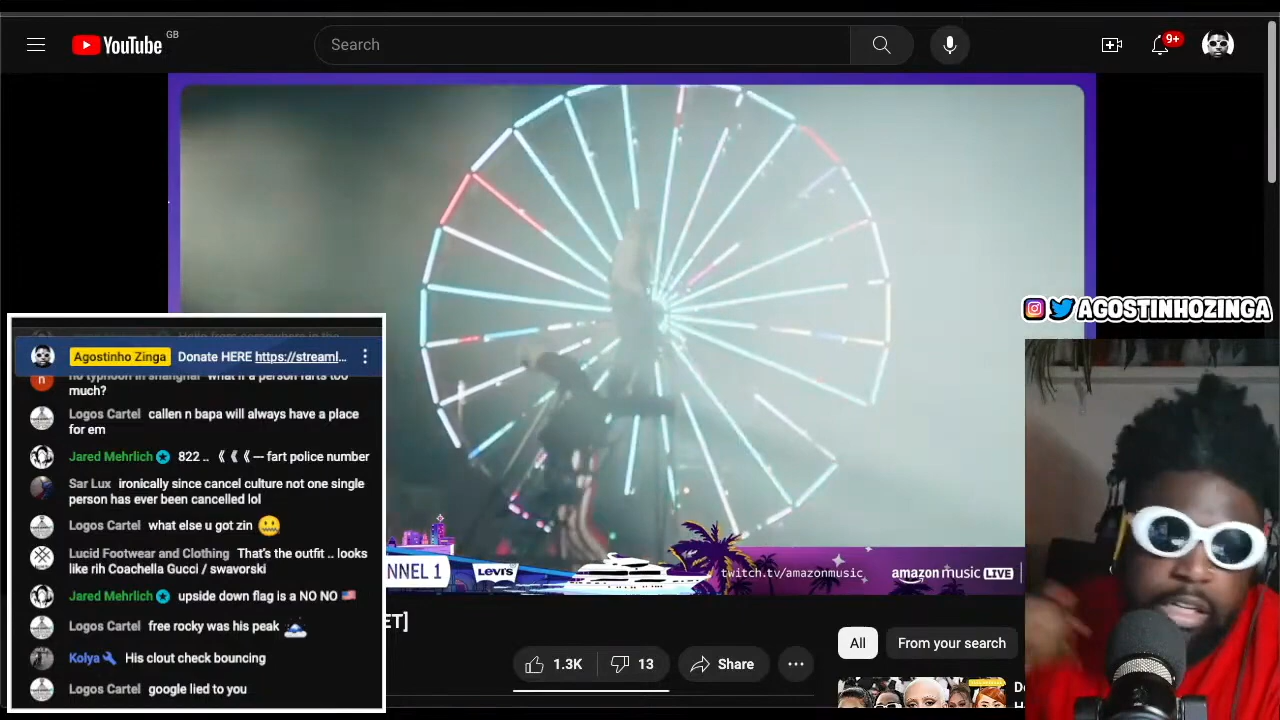 YouTube GB
Search
9+
AGOSTINHOZINGA
Agostinho Zinga Donate HERE https://streaml...
no typhoon in shanghai what if a person farts too
much?
Logos Cartel callen n bapa will always have a place
for em
Jared Mehrlich 822 .. 《《《 --- fart police number
Sar Lux ironically since cancel culture not one single
person has ever been cancelled lol
Logos Cartel what else u got zin 🤐
Lucid Footwear and Clothing That's the outfit .. looks
like rih Coachella Gucci / swavorski
Jared Mehrlich upside down flag is a NO NO 🇺🇸
Logos Cartel free rocky was his peak 🏔️
Kolya His clout check bouncing
Logos Cartel google lied to you
NNEL 1
LEVI'S
twitch.tv/amazonmusic
amazon music LIVE
ET]
1.3K
13
Share
All
From your search